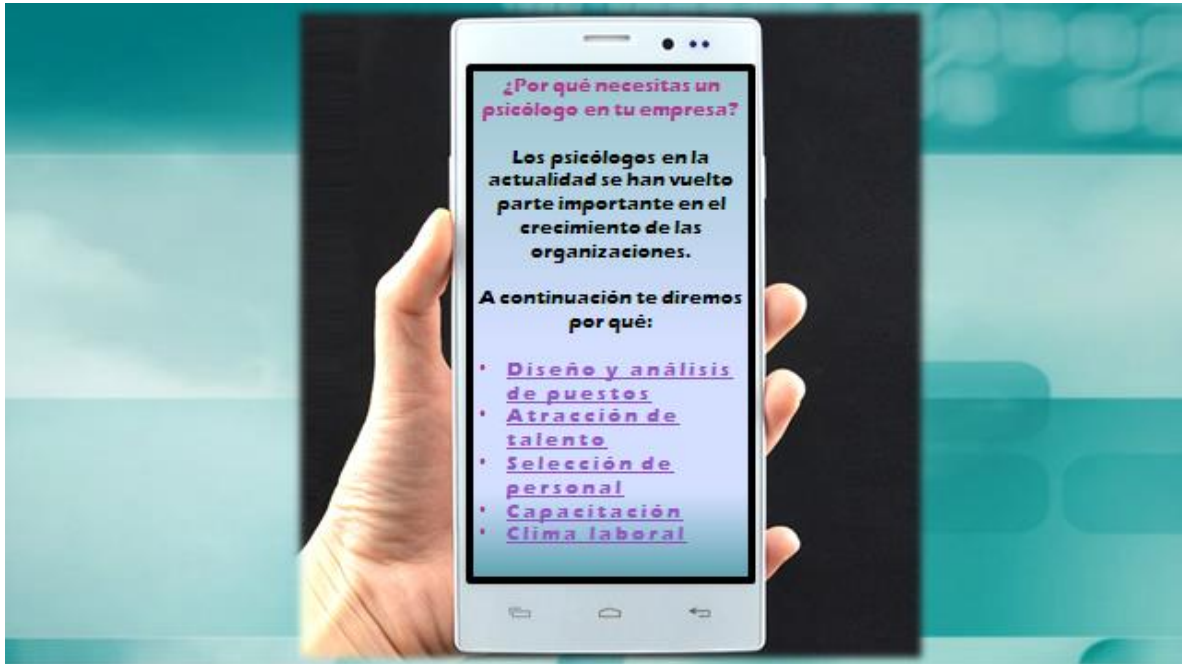 ¿Por qué necesitas un
psicólogo en tu empresa?
Los psicólogos en la
actualidad se han vuelto
parte importante en el
crecimiento de las
organizaciones.
A continuación te diremos
por qué:
• Diseño y análisis
de puestos
• Atracción de
talento
• Selección de
personal
• Capacitación
• Clima laboral